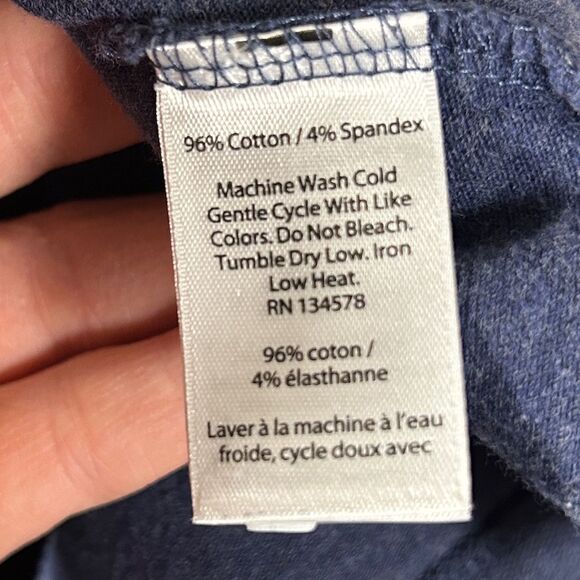 96% Cotton / 4% Spandex
Machine Wash Cold
Gentle Cycle With Like
Colors. Do Not Bleach.
Tumble Dry Low. Iron
Low Heat.
RN 134578
96% coton /
4% élasthanne
Laver à la machine à l'eau
froide, cycle doux avec